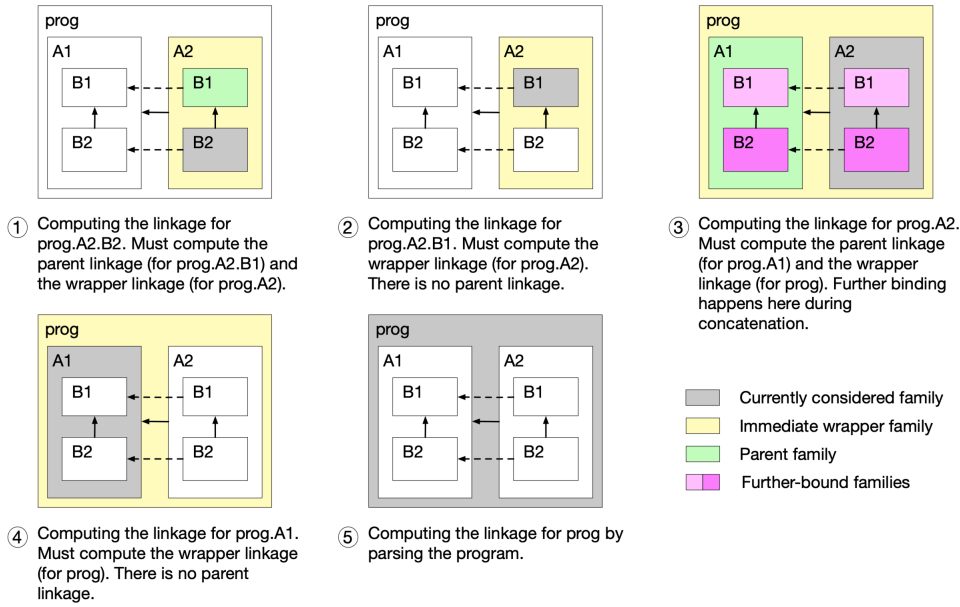 prog
A1
A2
B1
B1
B2
B2
① Computing the linkage for
prog.A2.B2. Must compute the
parent linkage (for prog.A2.B1) and
the wrapper linkage (for prog.A2).
prog
A1
A2
B1
B1
B2
B2
② Computing the linkage for
prog.A2.B1. Must compute the
wrapper linkage (for prog.A2).
There is no parent linkage.
prog
A1
A2
B1
B1
B2
B2
③ Computing the linkage for prog.A2.
Must compute the parent linkage
(for prog.A1) and the wrapper
linkage (for prog). Further binding
happens here during
concatenation.
prog
A1
A2
B1
B1
B2
B2
④ Computing the linkage for prog.A1.
Must compute the wrapper linkage
(for prog). There is no parent
linkage.
prog
A1
A2
B1
B1
B2
B2
⑤ Computing the linkage for prog by
parsing the program.
Currently considered family
Immediate wrapper family
Parent family
Further-bound families